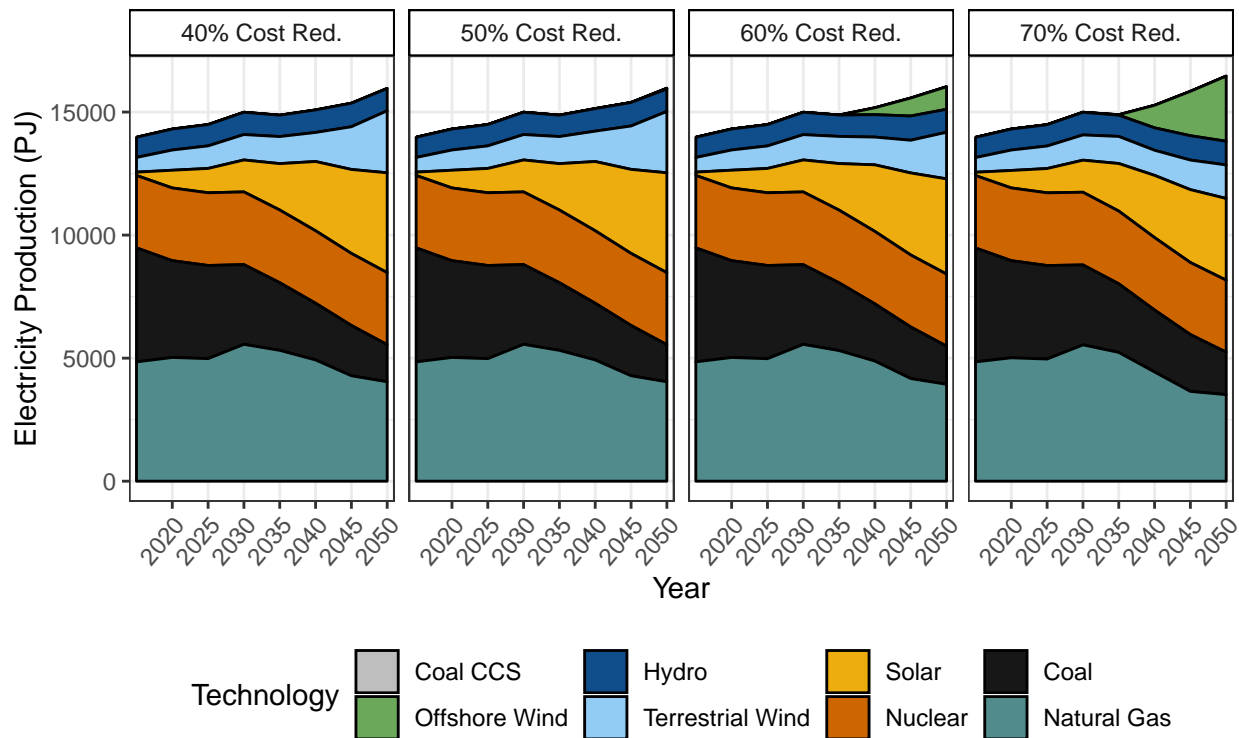 40% Cost Red. 50% Cost Red. 60% Cost Red. 70% Cost Red.
Electricity Production (PJ)
15000
10000
5000
0
2020 2025 2030 2035 2040 2045 2050 2020 2025 2030 2035 2040 2045 2050 2020 2025 2030 2035 2040 2045 2050 2020 2025 2030 2035 2040 2045 2050
Year
Technology
Coal CCS Hydro Solar Coal
Offshore Wind Terrestrial Wind Nuclear Natural Gas